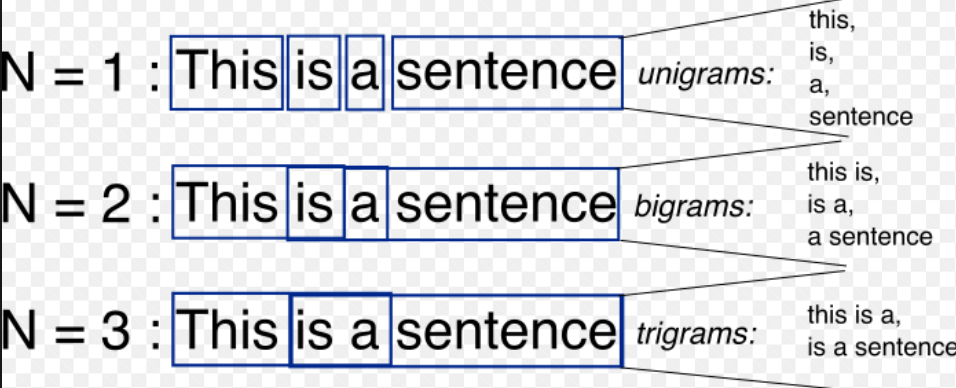 N = 1 : This is a sentence unigrams:
this,
is,
a,
sentence
N = 2 : This is a sentence bigrams:
this is,
is a,
a sentence
N = 3 : This is a sentence trigrams:
this is a,
is a sentence